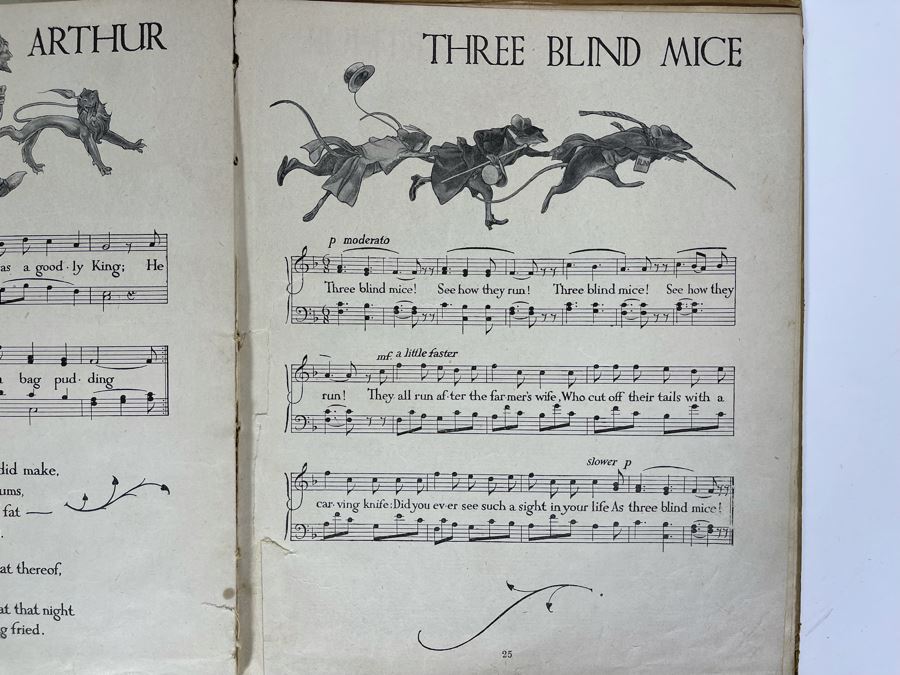 ARTHUR
as a good·ly King; He
bag pud·ding
did make,
ums,
fat —
at thereof,
at that night
g fried.
THREE BLIND MICE
p moderato
Three blind mice! See how they run! Three blind mice! See how they
mf. a little faster
run! They all run af·ter the far·mer's wife, Who cut off their tails with a
slower p
car·ving knife: Did you ev·er see such a sight in your life As three blind mice!
25